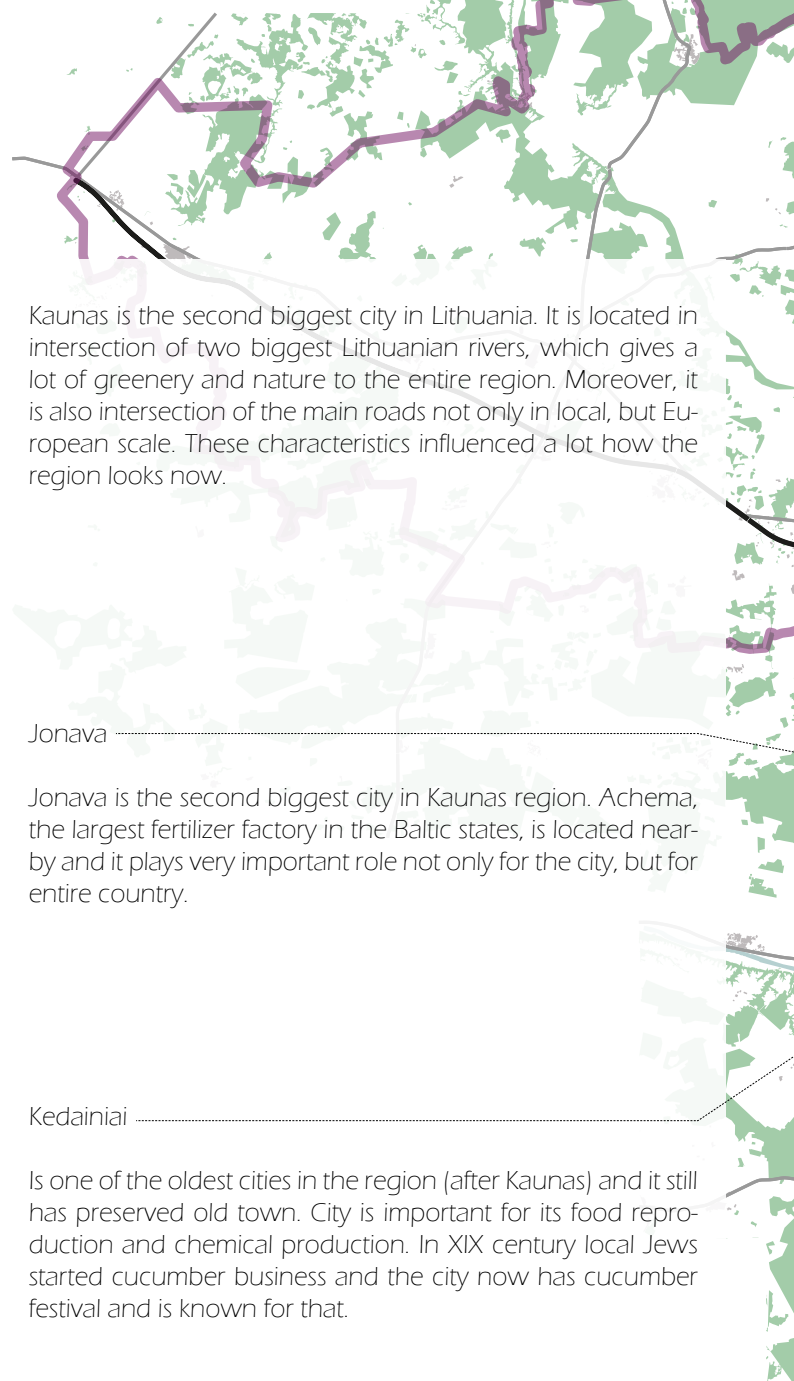 Kaunas is the second biggest city in Lithuania. It is located in
intersection of two biggest Lithuanian rivers, which gives a
lot of greenery and nature to the entire region. Moreover, it
is also intersection of the main roads not only in local, but Eu-
ropean scale. These characteristics influenced a lot how the
region looks now.
Jonava
Jonava is the second biggest city in Kaunas region. Achema,
the largest fertilizer factory in the Baltic states, is located near-
by and it plays very important role not only for the city, but for
entire country.
Kedainiai
Is one of the oldest cities in the region (after Kaunas) and it still
has preserved old town. City is important for its food repro-
duction and chemical production. In XIX century local Jews
started cucumber business and the city now has cucumber
festival and is known for that.